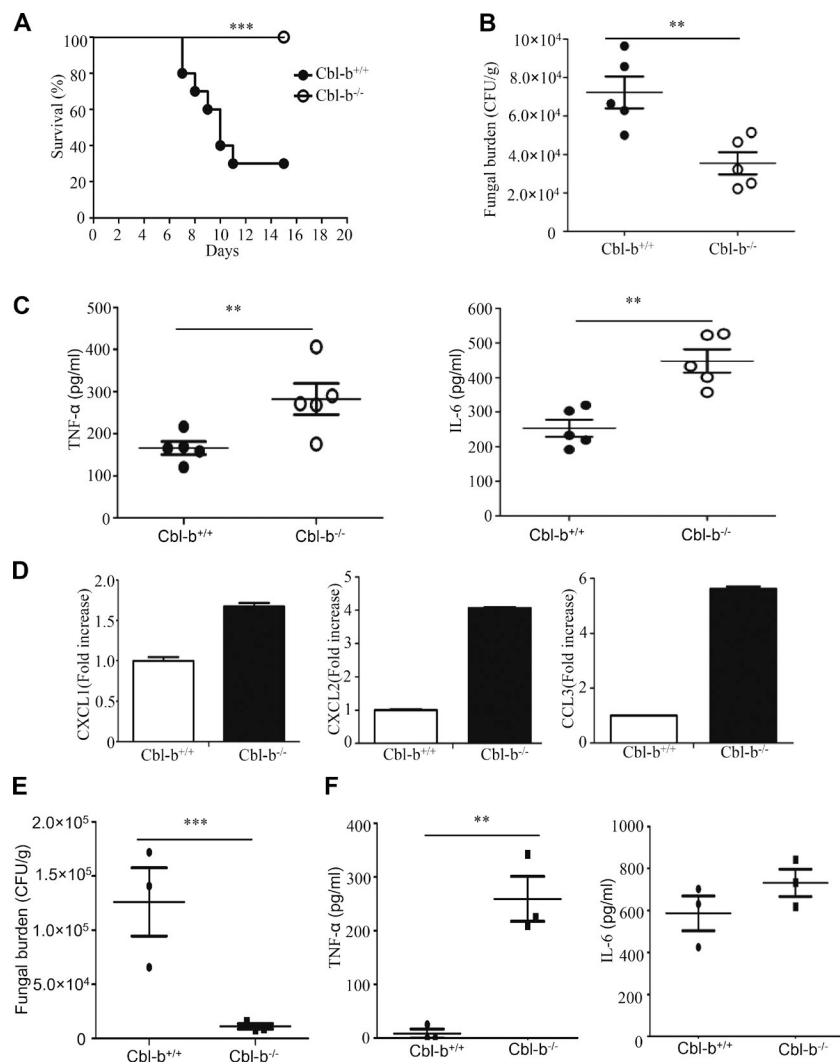 A
***
Survival (%)
100
80
60
40
20
0
0 2 4 6 8 10 12 14 16 18 20
Days
Cbl-b+/+
Cbl-b-/-
B
**
Fungal burden (CFU/g)
10×10⁴
8.0×10⁴
6.0×10⁴
4.0×10⁴
2.0×10⁴
0
Cbl-b+/+ Cbl-b-/-
C
**
TNF-α (pg/ml)
500
400
300
200
100
0
Cbl-b+/+ Cbl-b-/-
**
IL-6 (pg/ml)
600
500
400
300
200
100
0
Cbl-b+/+ Cbl-b-/-
D
CXCL1(Fold increase)
2.0
1.5
1.0
0.5
0
Cbl-b+/+ Cbl-b-/-
CXCL2(Fold increase)
5
4
3
2
1
0
Cbl-b+/+ Cbl-b-/-
CCL3(Fold increase)
6
4
2
0
Cbl-b+/+ Cbl-b-/-
E
***
Fungal burden (CFU/g)
2.0×10⁵
1.5×10⁵
1.0×10⁵
5.0×10⁴
0
Cbl-b+/+ Cbl-b-/-
F
**
TNF-α (pg/ml)
400
300
200
100
0
Cbl-b+/+ Cbl-b-/-
IL-6 (pg/ml)
1000
800
600
400
200
0
Cbl-b+/+ Cbl-b-/-